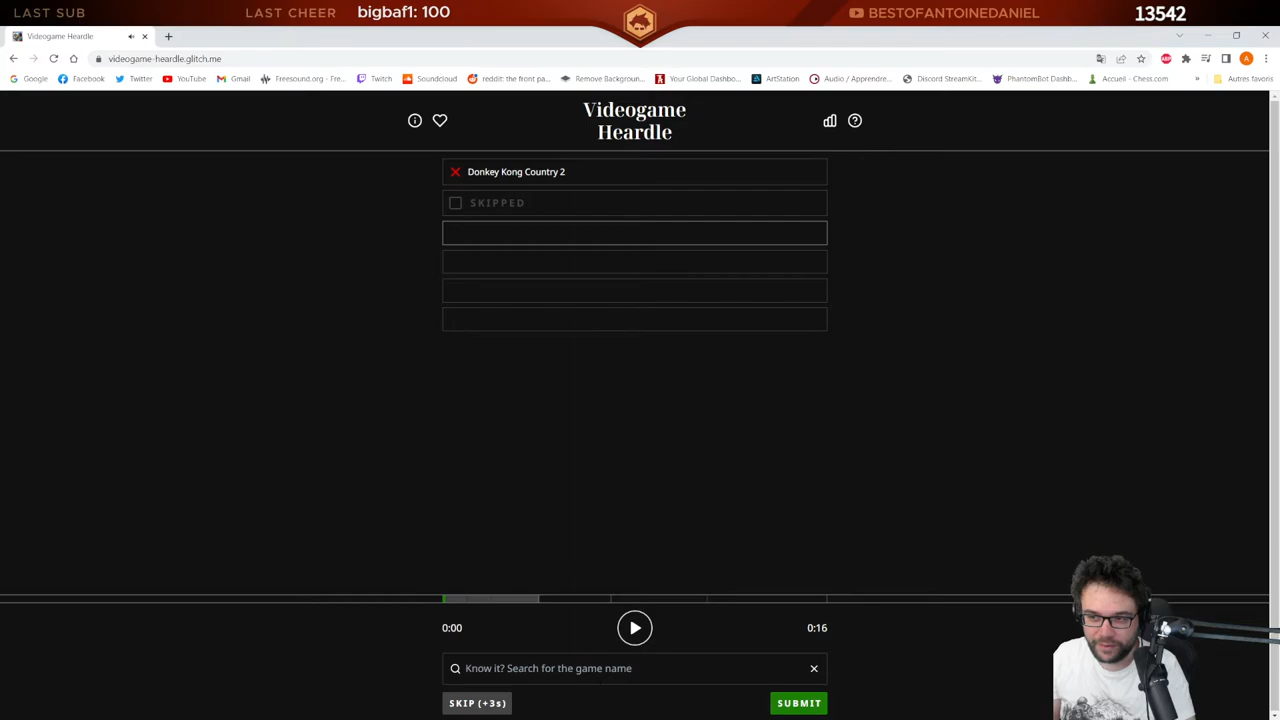 LAST SUB
LAST CHEER
bigbaf1: 100
BESTOFANTOINEDANIEL
13542
Videogame Heardle
videogame-heardle.glitch.me
Google
Facebook
Twitter
YouTube
Gmail
Freesound.org - Fre...
Twitch
Soundcloud
reddit: the front pa...
Remove Backgroun...
Your Global Dashbo...
ArtStation
Audio / Apprendre...
Discord StreamKit...
PhantomBot Dashb...
Accueil - Chess.com
»
Autres favoris
Videogame
Heardle
Donkey Kong Country 2
SKIPPED
0:00
0:16
Know it? Search for the game name
SKIP (+3s)
SUBMIT